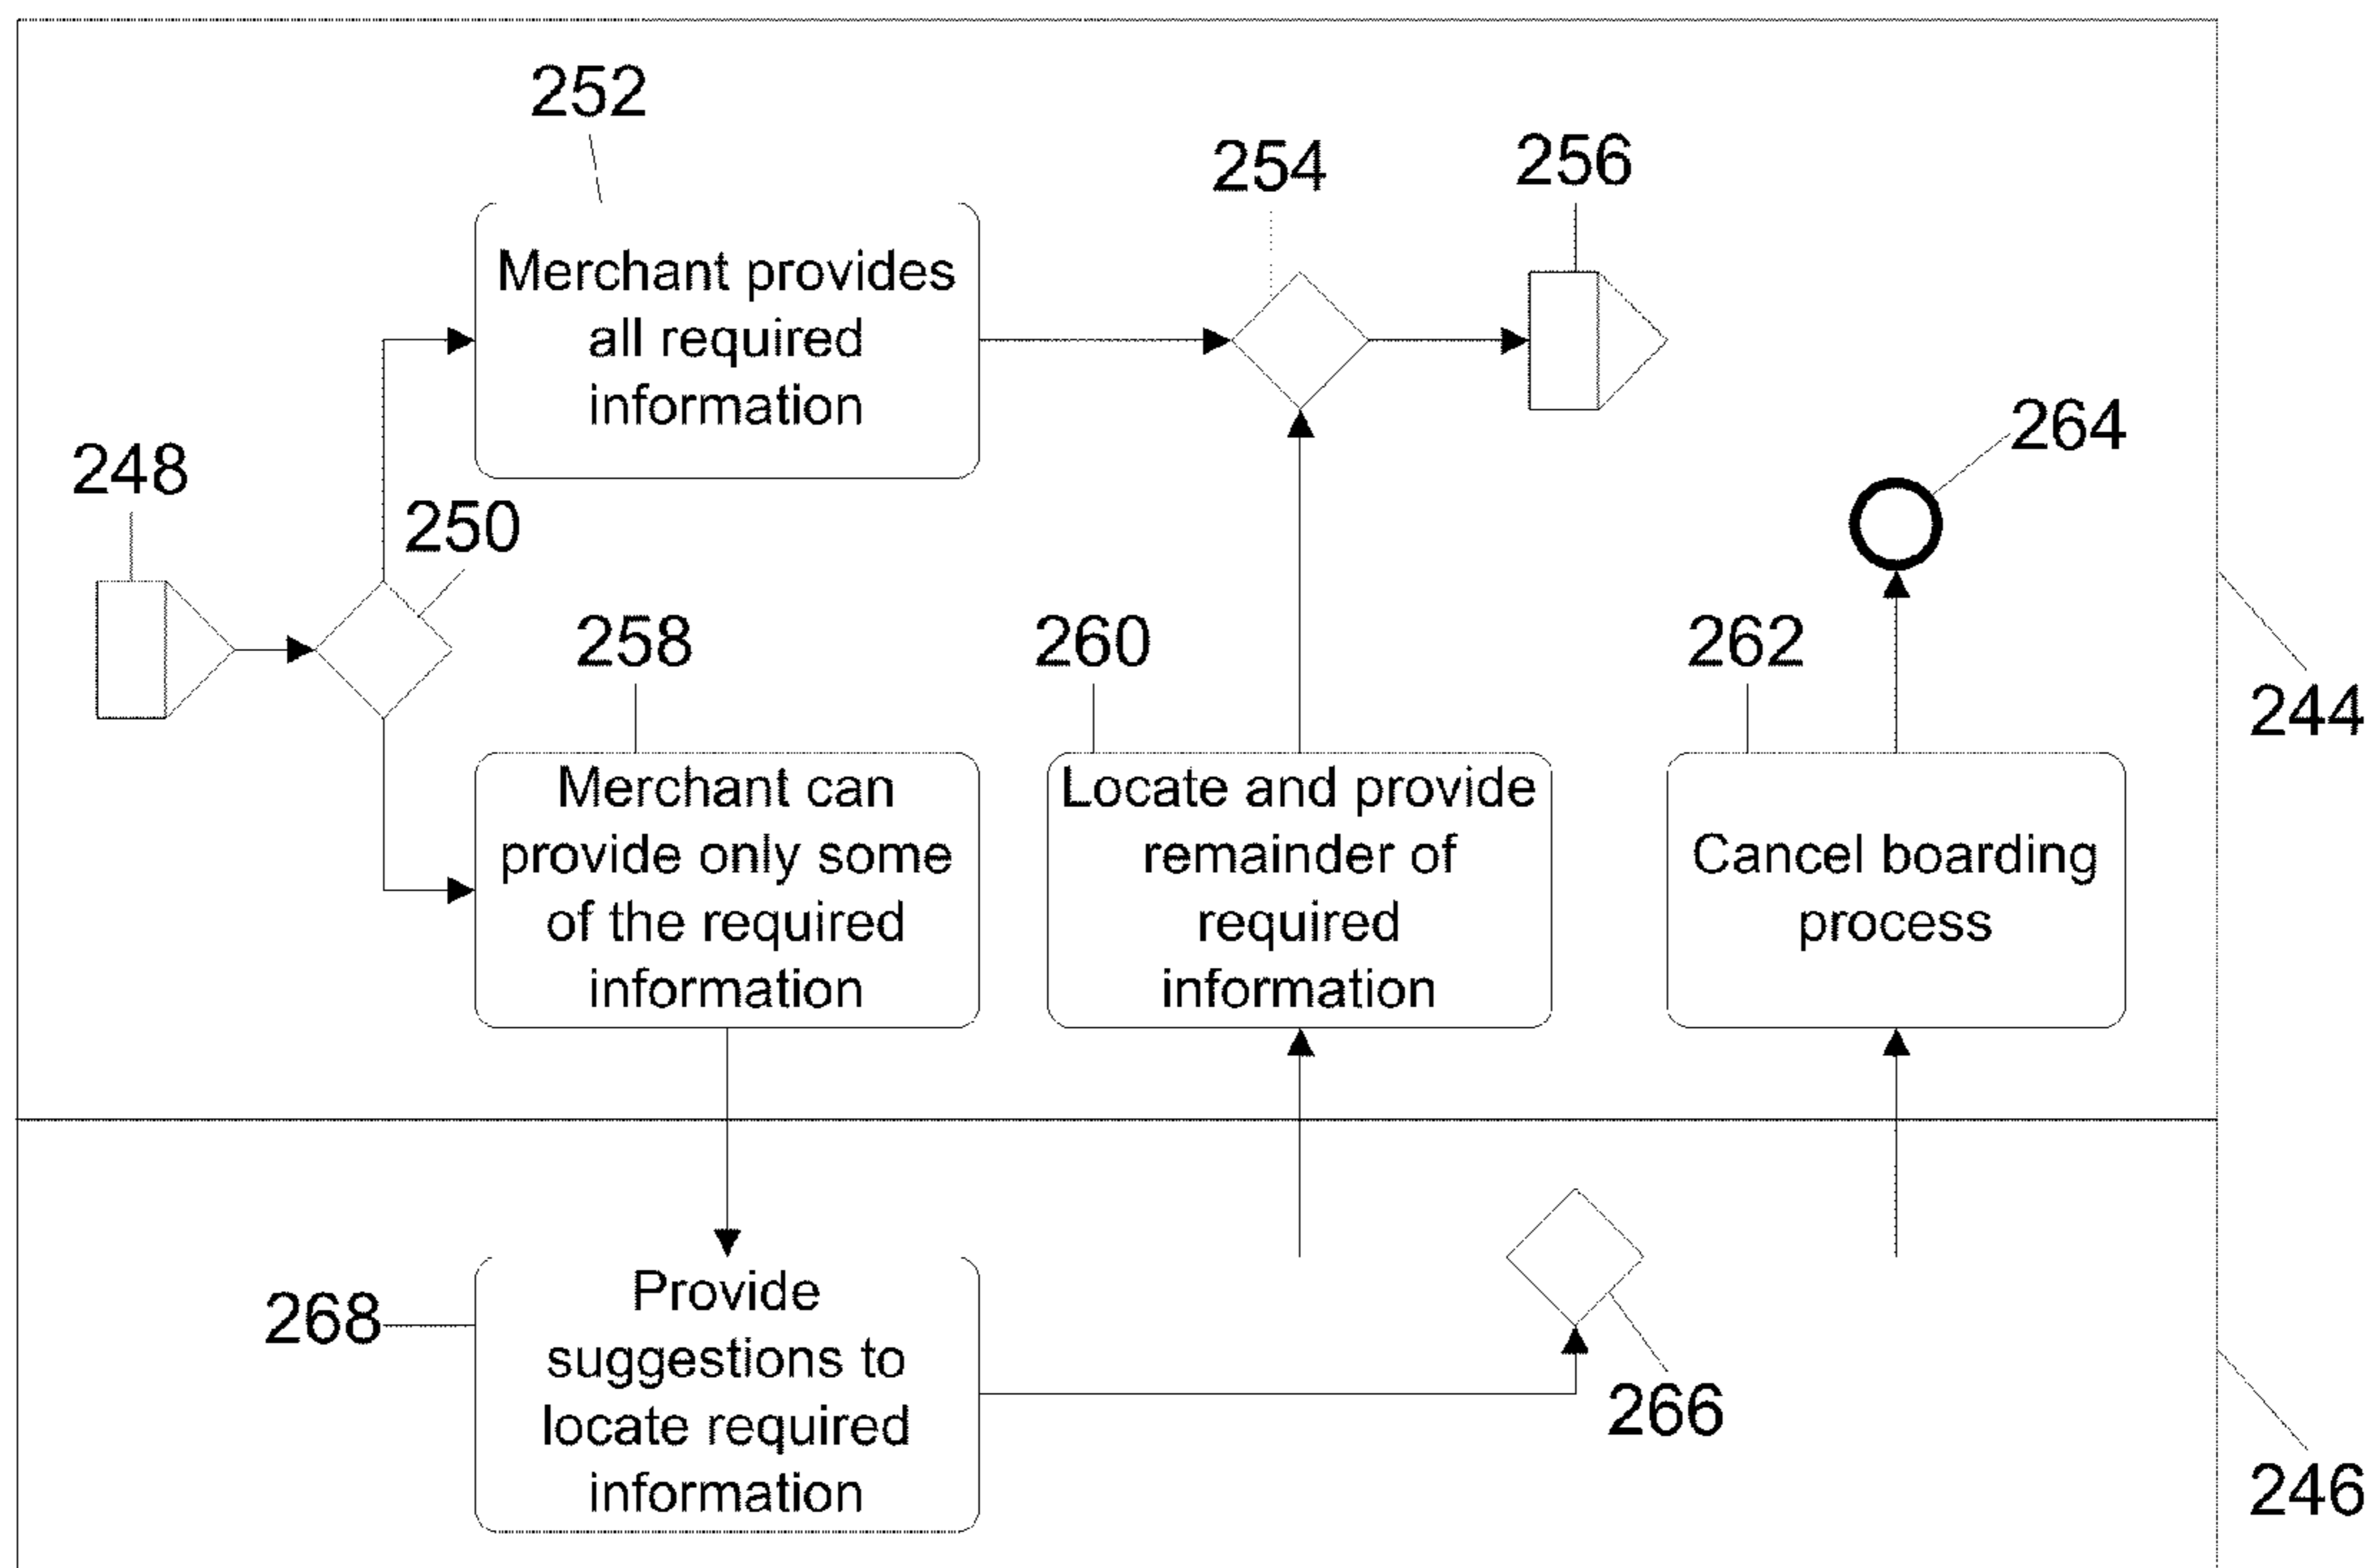 252
254
256
Merchant provides
all required
information
264
248
250
258
260
262
244
Merchant can
provide only some
of the required
information
Locate and provide
remainder of
required
information
Cancel boarding
process
268
Provide
suggestions to
locate required
information
266
246